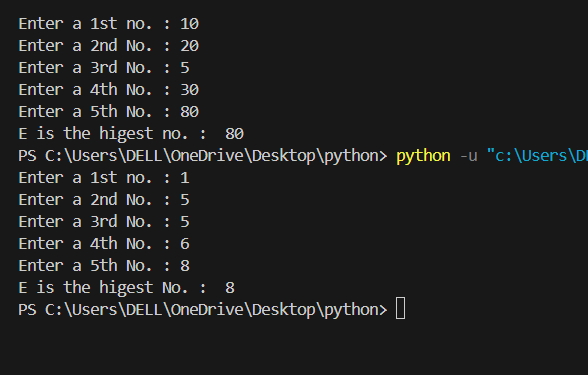 Enter a 1st no. : 10
Enter a 2nd No. : 20
Enter a 3rd No. : 5
Enter a 4th No. : 30
Enter a 5th No. : 80
E is the higest no. :  80
PS C:\Users\DELL\OneDrive\Desktop\python> python -u "c:\Users\D
Enter a 1st no. : 1
Enter a 2nd No. : 5
Enter a 3rd No. : 5
Enter a 4th No. : 6
Enter a 5th No. : 8
E is the higest No. :  8
PS C:\Users\DELL\OneDrive\Desktop\python>